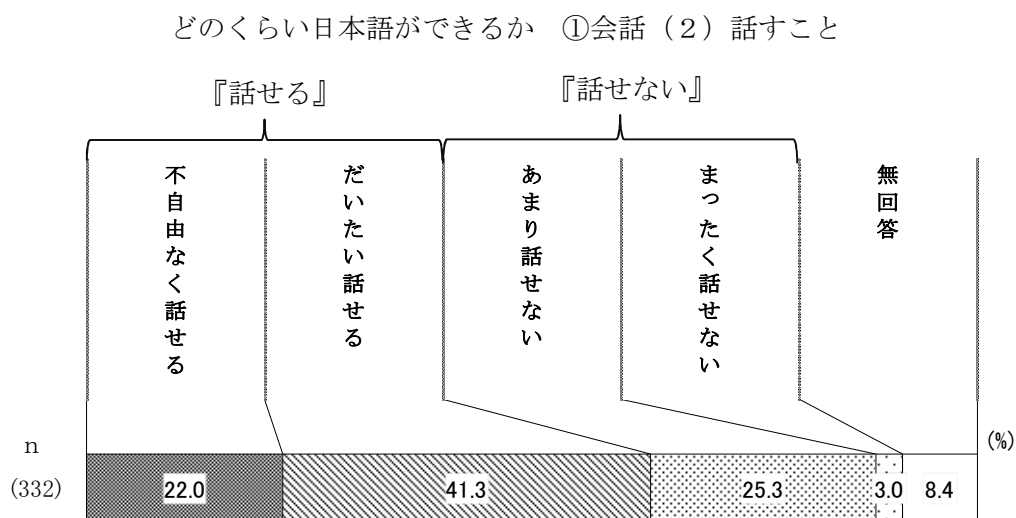 どのくらい日本語ができるか　①会話（２）話すこと
『話せる』
『話せない』
不自由なく話せる
だいたい話せる
あまり話せない
まったく話せない
無回答
n
(%)
(332)
22.0
41.3
25.3
3.0
8.4